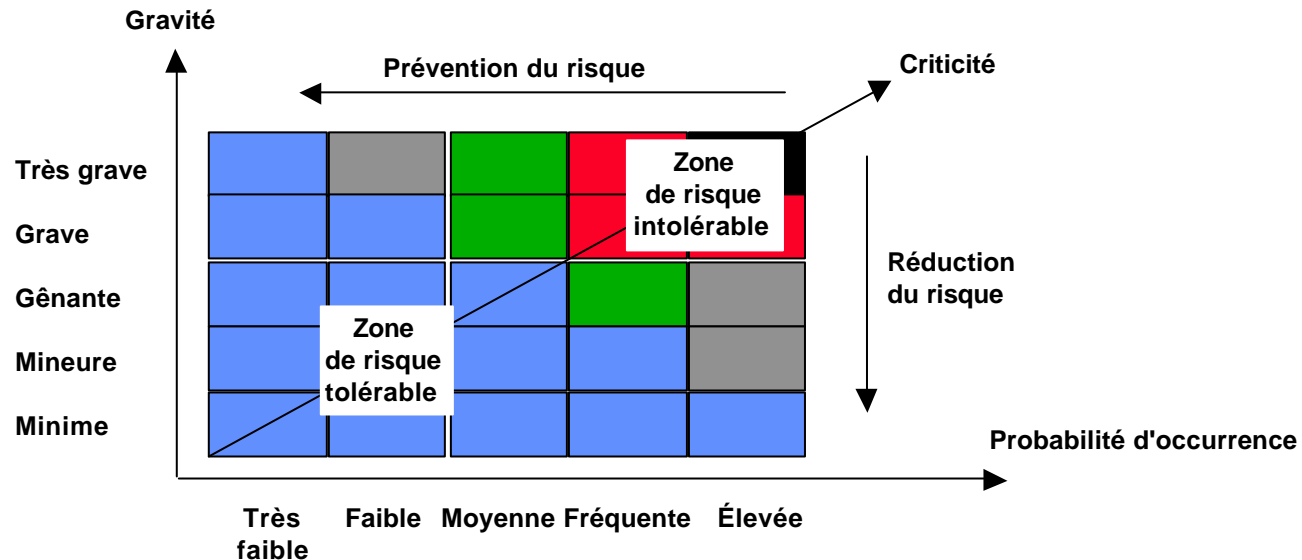 Gravité
Prévention du risque
Criticité
Très grave
Grave
Gênante
Mineure
Minime
Zone
de risque
intolérable
Zone
de risque
tolérable
Réduction
du risque
Probabilité d'occurrence
Très
faible
Faible
Moyenne
Fréquente
Élevée